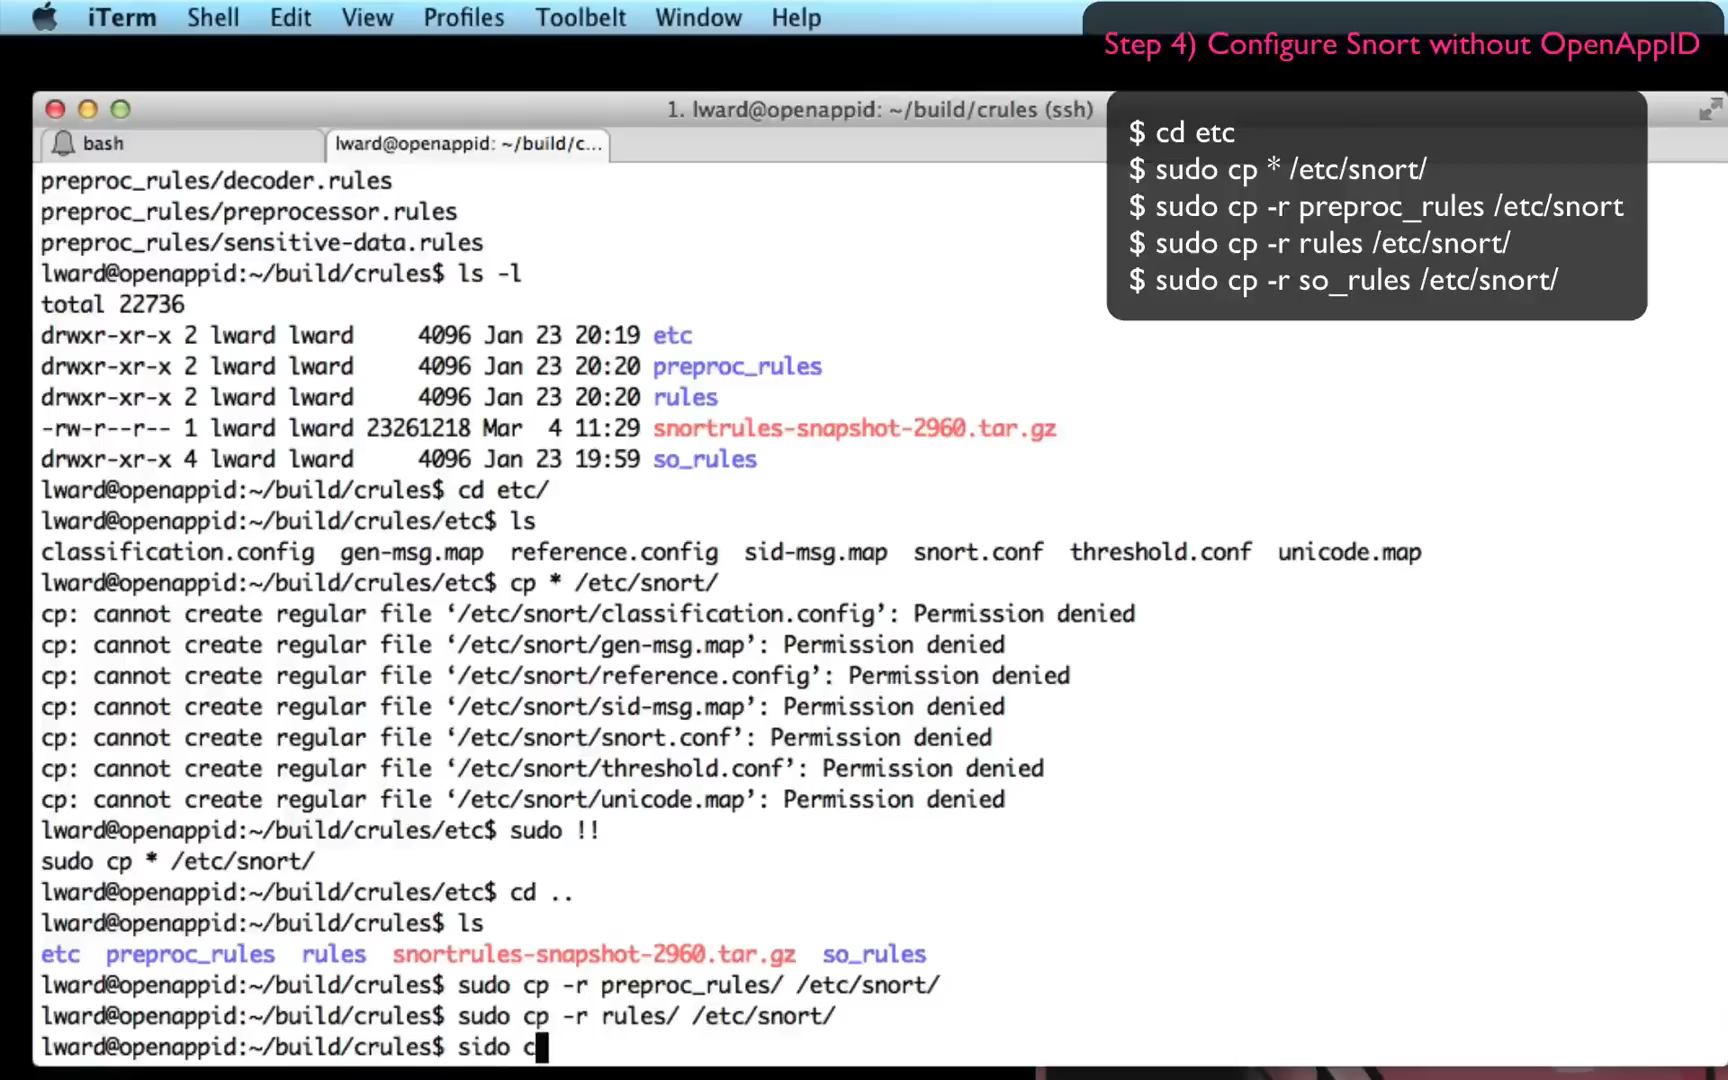 iTerm Shell Edit View Profiles Toolbelt Window Help
Step 4) Configure Snort without OpenAppID
1. lward@openappid: ~/build/crules (ssh)
bash
lward@openappid: ~/build/c...
$ cd etc
$ sudo cp * /etc/snort/
$ sudo cp -r preproc_rules /etc/snort
$ sudo cp -r rules /etc/snort/
$ sudo cp -r so_rules /etc/snort/
preproc_rules/decoder.rules
preproc_rules/preprocessor.rules
preproc_rules/sensitive-data.rules
lward@openappid:~/build/crules$ ls -l
total 22736
drwxr-xr-x 2 lward lward     4096 Jan 23 20:19 etc
drwxr-xr-x 2 lward lward     4096 Jan 23 20:20 preproc_rules
drwxr-xr-x 2 lward lward     4096 Jan 23 20:20 rules
-rw-r--r-- 1 lward lward 23261218 Mar  4 11:29 snortrules-snapshot-2960.tar.gz
drwxr-xr-x 4 lward lward     4096 Jan 23 19:59 so_rules
lward@openappid:~/build/crules$ cd etc/
lward@openappid:~/build/crules/etc$ ls
classification.config  gen-msg.map  reference.config  sid-msg.map  snort.conf  threshold.conf  unicode.map
lward@openappid:~/build/crules/etc$ cp * /etc/snort/
cp: cannot create regular file ‘/etc/snort/classification.config’: Permission denied
cp: cannot create regular file ‘/etc/snort/gen-msg.map’: Permission denied
cp: cannot create regular file ‘/etc/snort/reference.config’: Permission denied
cp: cannot create regular file ‘/etc/snort/sid-msg.map’: Permission denied
cp: cannot create regular file ‘/etc/snort/snort.conf’: Permission denied
cp: cannot create regular file ‘/etc/snort/threshold.conf’: Permission denied
cp: cannot create regular file ‘/etc/snort/unicode.map’: Permission denied
lward@openappid:~/build/crules/etc$ sudo !!
sudo cp * /etc/snort/
lward@openappid:~/build/crules/etc$ cd ..
lward@openappid:~/build/crules$ ls
etc  preproc_rules  rules  snortrules-snapshot-2960.tar.gz  so_rules
lward@openappid:~/build/crules$ sudo cp -r preproc_rules/ /etc/snort/
lward@openappid:~/build/crules$ sudo cp -r rules/ /etc/snort/
lward@openappid:~/build/crules$ sido c